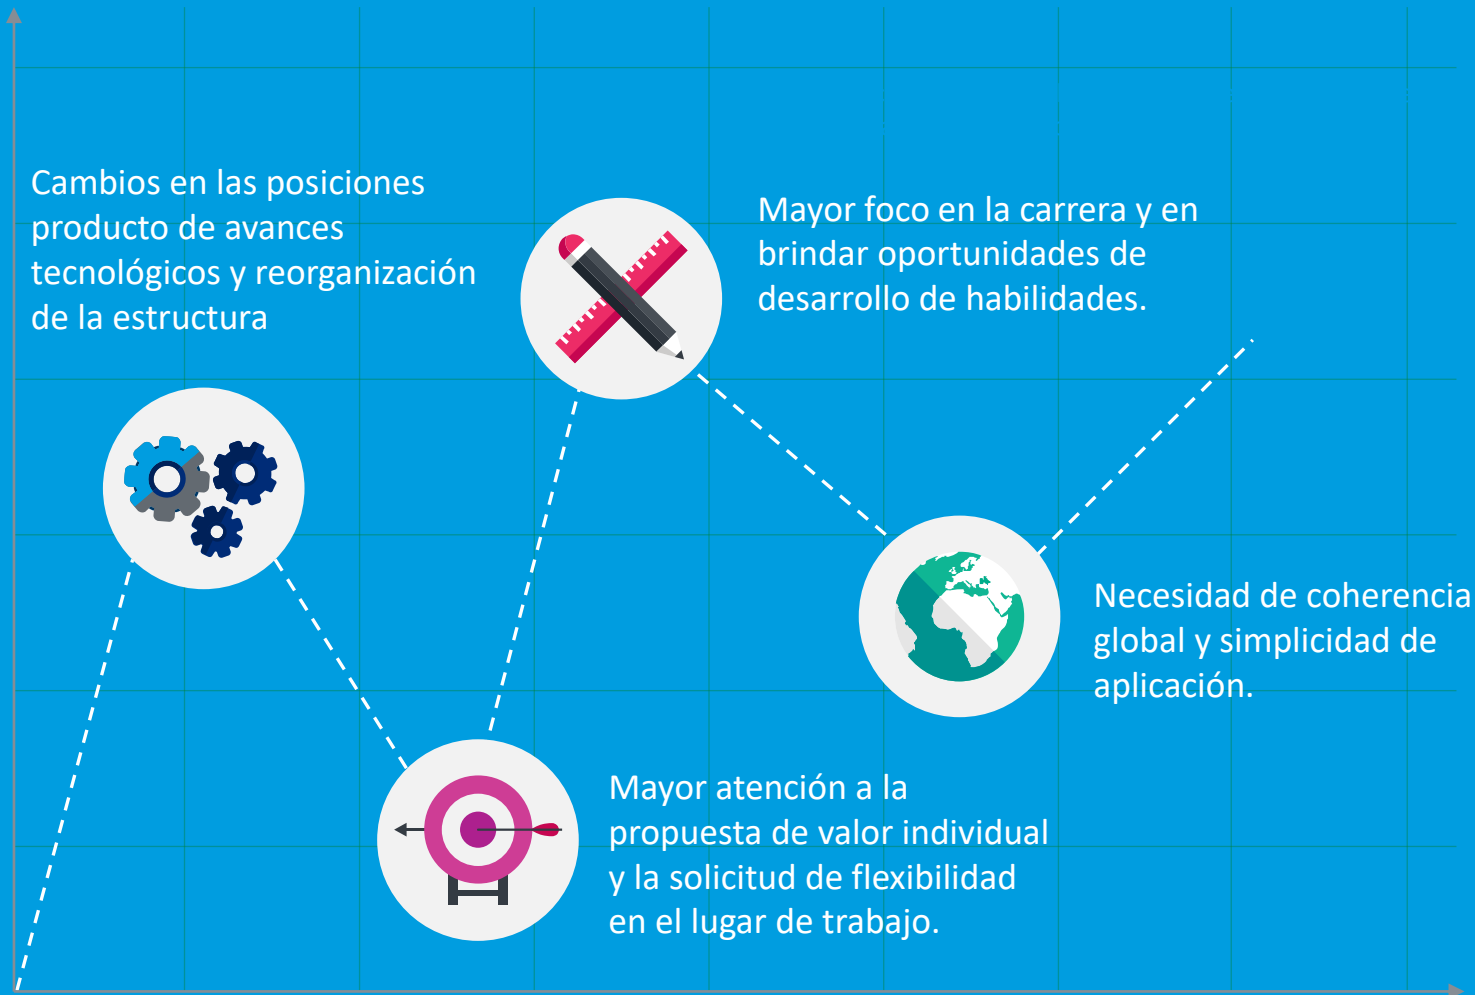 Cambios en las posiciones
producto de avances
tecnológicos y reorganización
de la estructura
Mayor foco en la carrera y en
brindar oportunidades de
desarrollo de habilidades.
Necesidad de coherencia
global y simplicidad de
aplicación.
Mayor atención a la
propuesta de valor individual
y la solicitud de flexibilidad
en el lugar de trabajo.